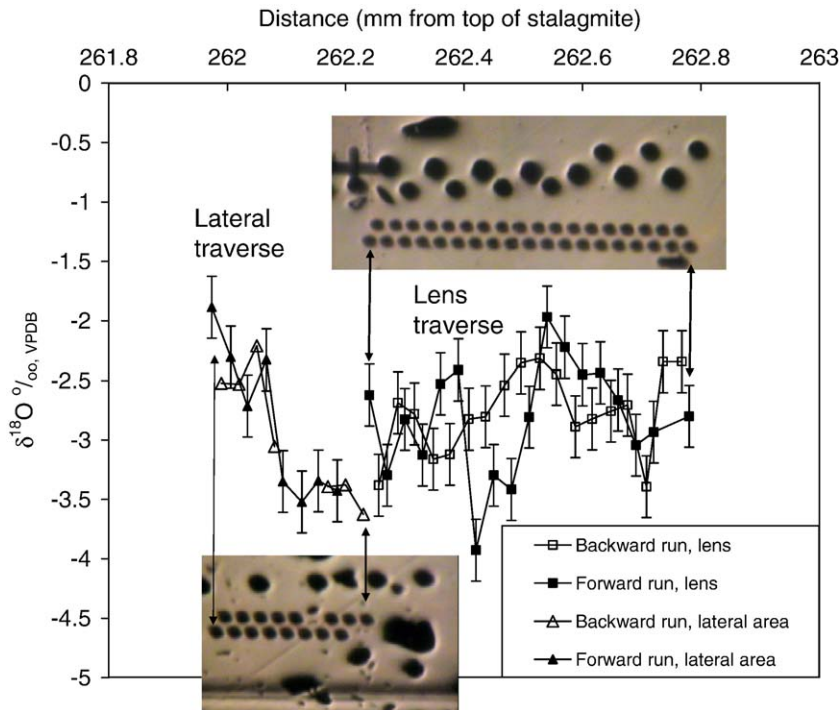 Distance (mm from top of stalagmite)
261.8 262 262.2 262.4 262.6 262.8 263
0
-0.5
-1
-1.5
-2
-2.5
-3
-3.5
-4
-4.5
-5
δ18O o/oo, VPDB
Lateral
traverse
Lens
traverse
Backward run, lens
Forward run, lens
Backward run, lateral area
Forward run, lateral area